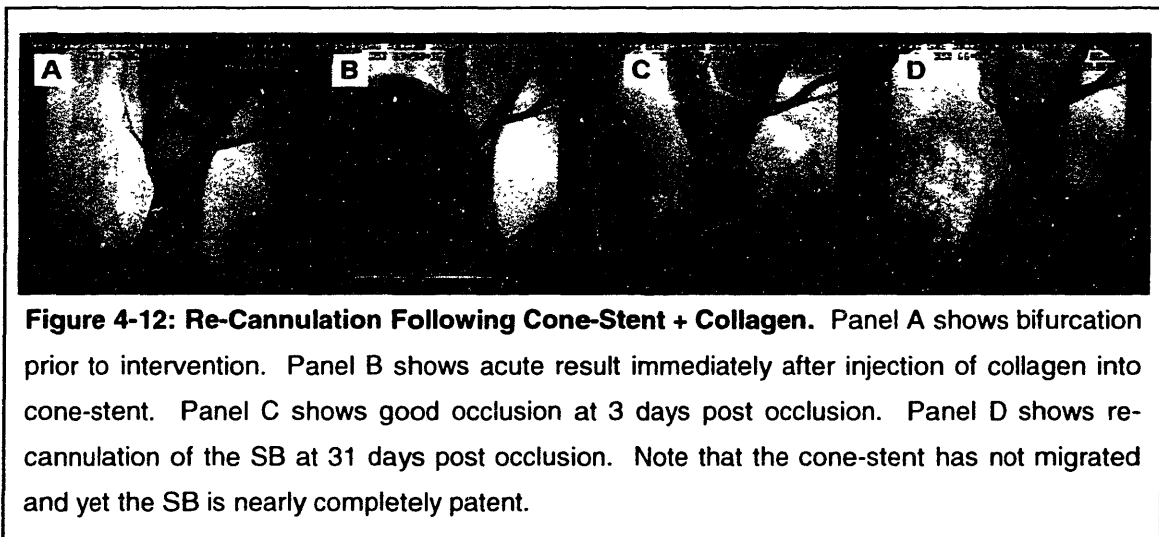 A B C D
Figure 4-12: Re-Cannulation Following Cone-Stent + Collagen. Panel A shows bifurcation
prior to intervention. Panel B shows acute result immediately after injection of collagen into
cone-stent. Panel C shows good occlusion at 3 days post occlusion. Panel D shows re-
cannulation of the SB at 31 days post occlusion. Note that the cone-stent has not migrated
and yet the SB is nearly completely patent.